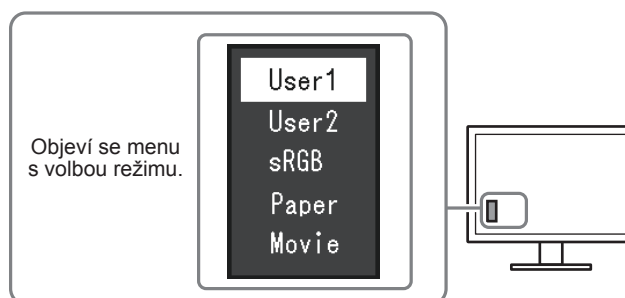 Objeví se menu
s volbou režimu.
User1
User2
sRGB
Paper
Movie